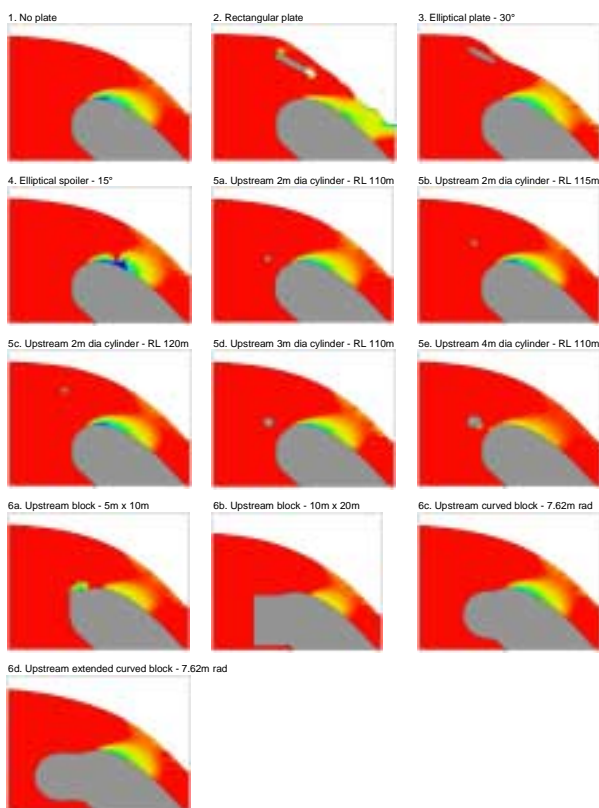 1. No plate
2. Rectangular plate
3. Elliptical plate - 30°
4. Elliptical spoiler - 15°
5a. Upstream 2m dia cylinder - RL 110m
5b. Upstream 2m dia cylinder - RL 115m
5c. Upstream 2m dia cylinder - RL 120m
5d. Upstream 3m dia cylinder - RL 110m
5e. Upstream 4m dia cylinder - RL 110m
6a. Upstream block - 5m x 10m
6b. Upstream block - 10m x 20m
6c. Upstream curved block - 7.62m rad
6d. Upstream extended curved block - 7.62m rad